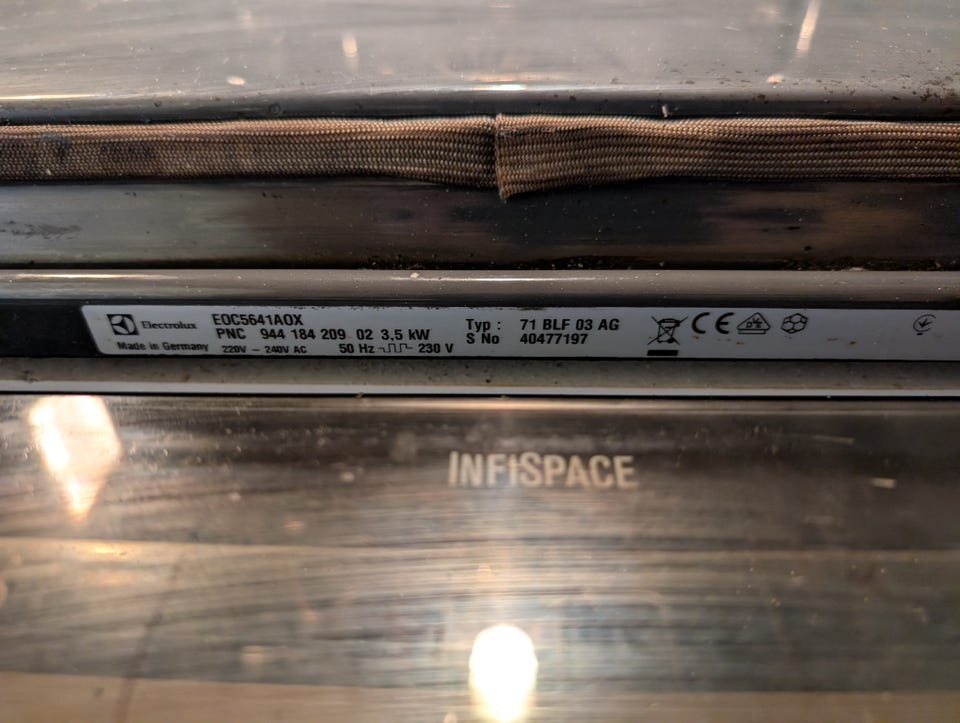 Electrolux EOC5641AOX
PNC 944 184 209 02 3,5 kW
Made in Germany 220V – 240V AC 50 Hz 230 V
Typ : 71 BLF 03 AG
S No 40477197
CE
INFISPACE